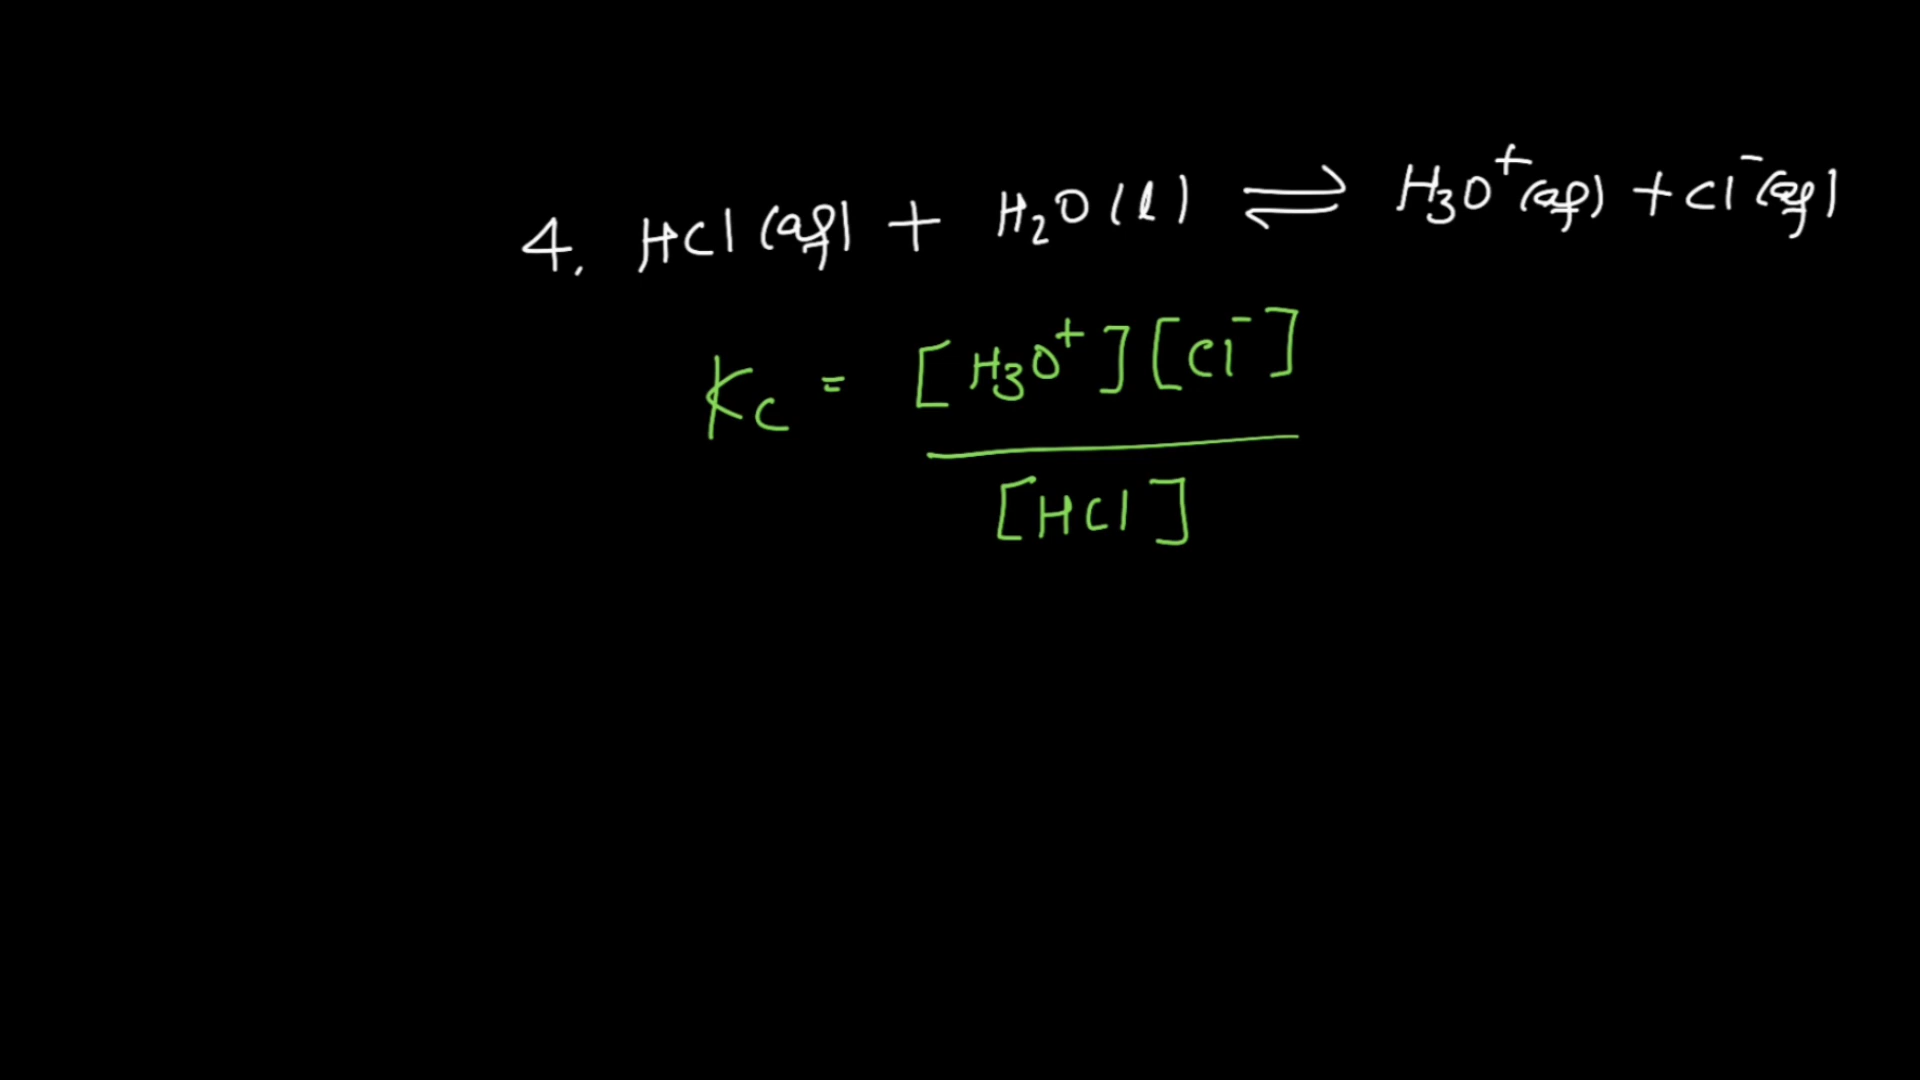 4. HCl (aq) + H₂O (l) ⇌ H₃O⁺ (aq) + Cl⁻ (aq)
Kc = [H₃O⁺] [Cl⁻]
[HCl]